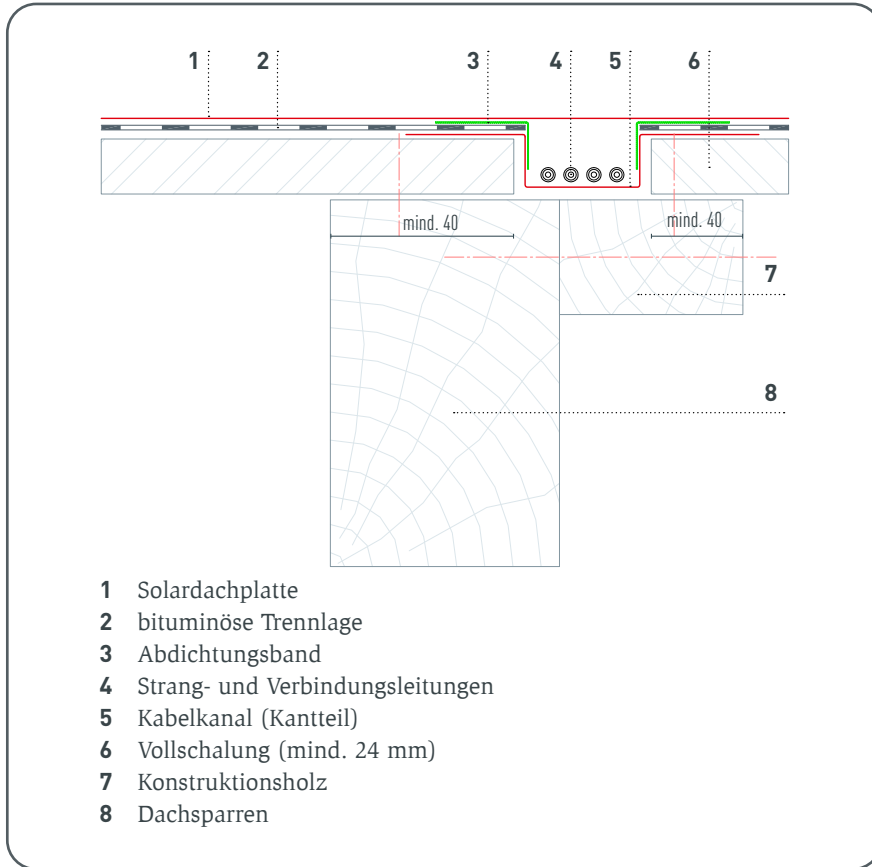 1 2 3 4 5 6
mind. 40 mind. 40
7
8
1 Solardachplatte
2 bituminöse Trennlage
3 Abdichtungsband
4 Strang- und Verbindungsleitungen
5 Kabelkanal (Kantteil)
6 Vollschalung (mind. 24 mm)
7 Konstruktionsholz
8 Dachsparren